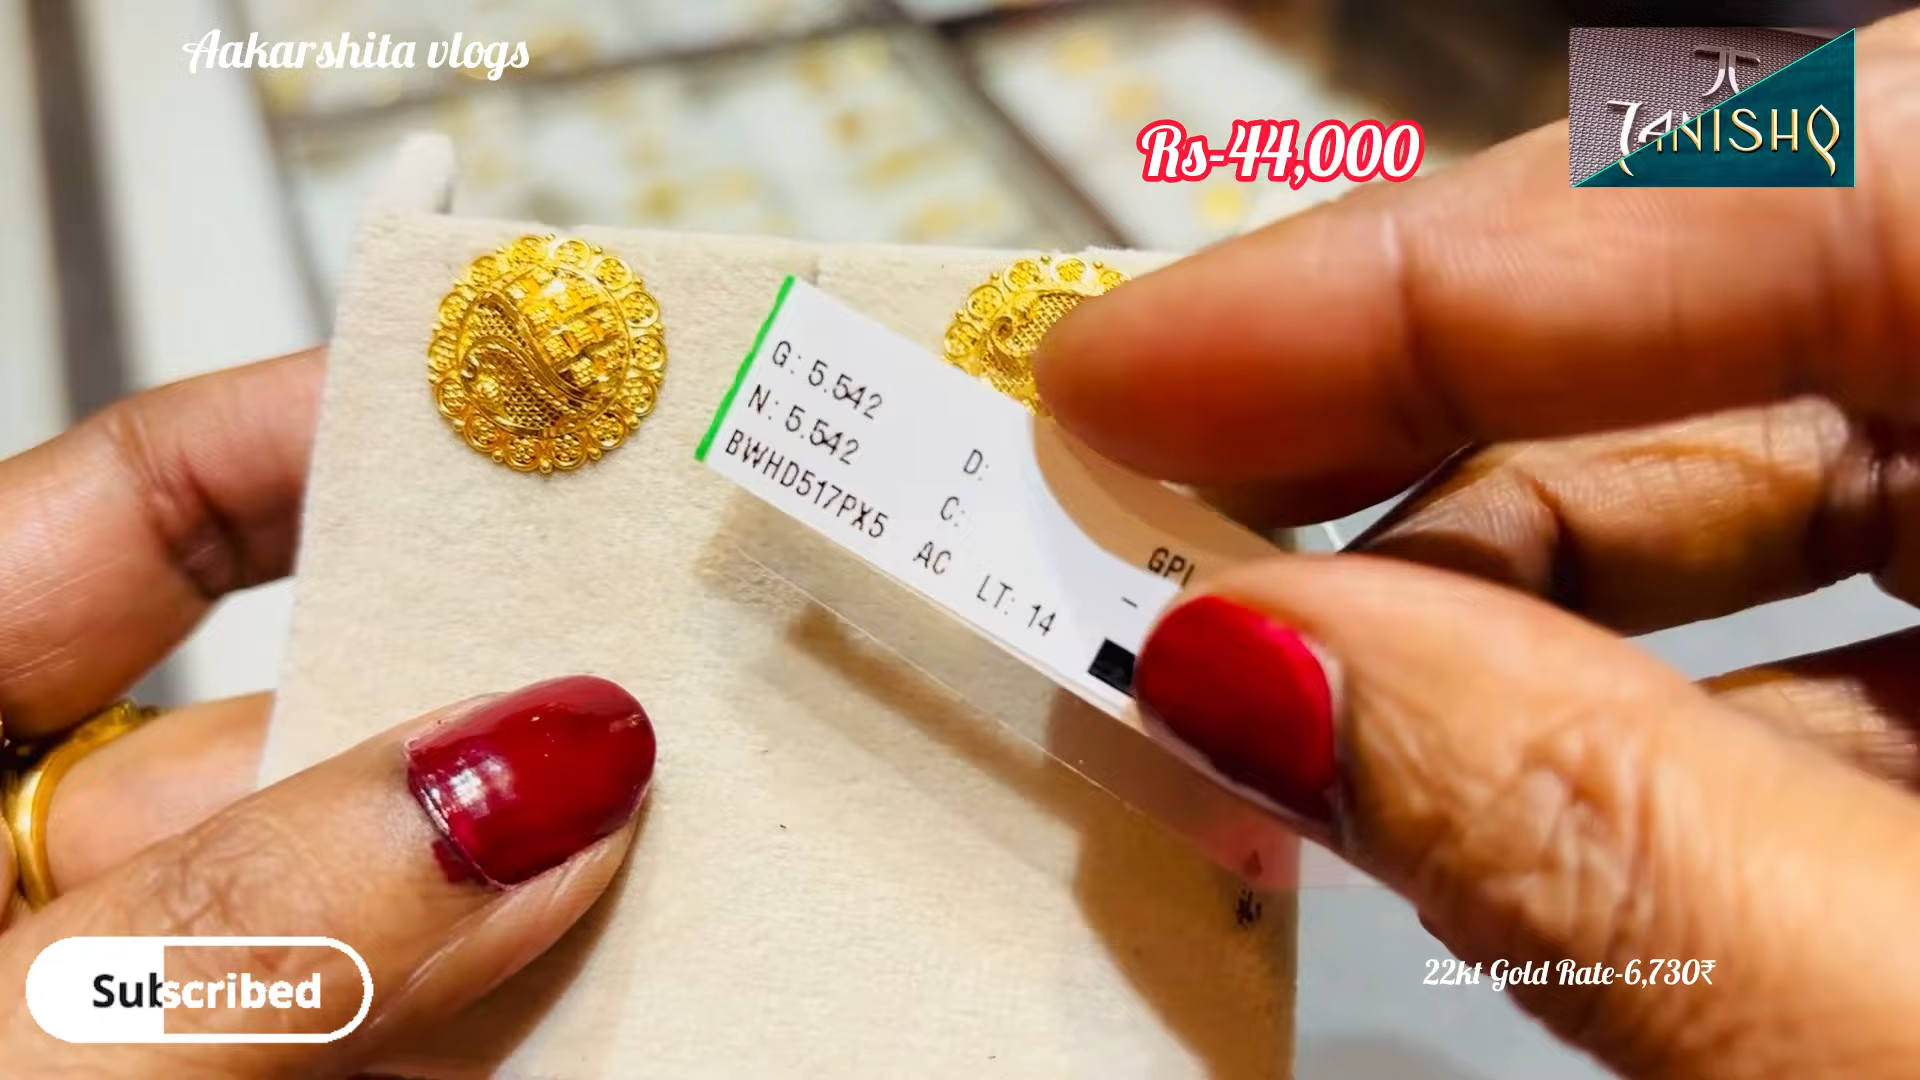 Aakarshita vlogs
Rs-44,000
TANISHQ
G: 5.542
N: 5.542
D:
BWHD517PX5
C:
AC
LT: 14
GPI
-
Subscribed
22kt Gold Rate-6,730₹